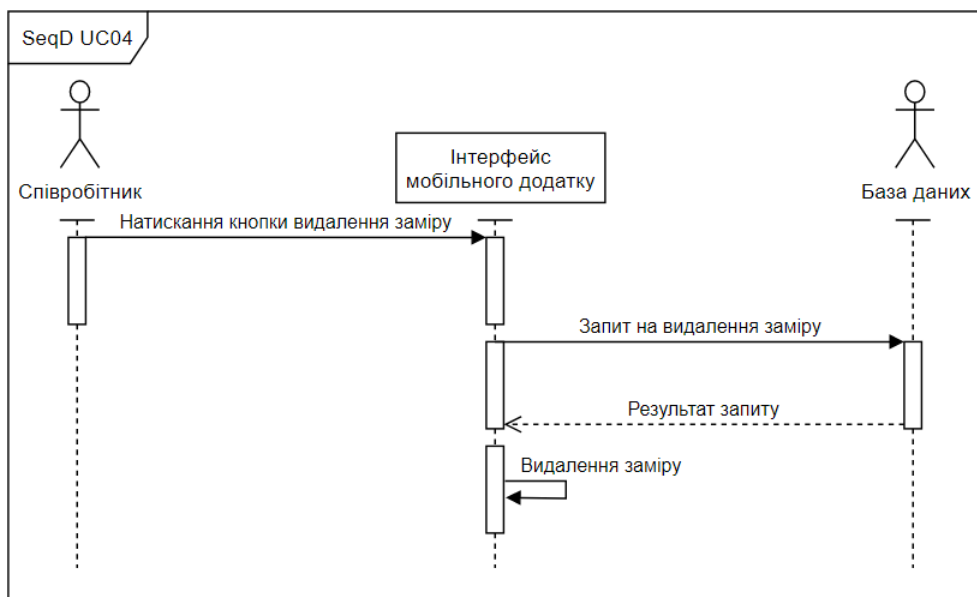 SeqD UC04
Співробітник
Інтерфейс
мобільного додатку
База даних
Натискання кнопки видалення заміру
Запит на видалення заміру
Результат запиту
Видалення заміру